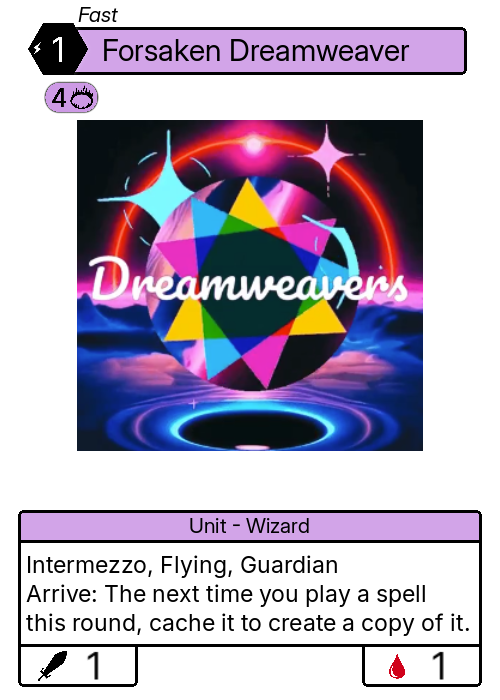 Fast
1 Forsaken Dreamweaver
4
Dreamweavers
Unit - Wizard
Intermezzo, Flying, Guardian
Arrive: The next time you play a spell
this round, cache it to create a copy of it.
1 1